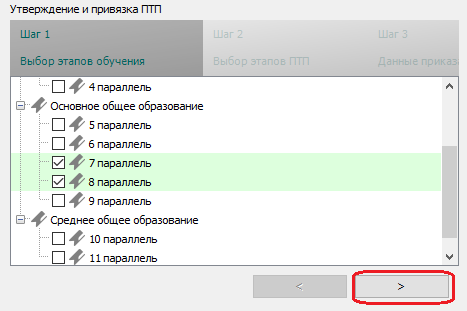 Утверждение и привязка ПТП
Шаг 1 Шаг 2 Шаг 3
Выбор этапов обучения Выбор этапов ПТП Данные приказа
4 параллель
Основное общее образование
5 параллель
6 параллель
7 параллель
8 параллель
9 параллель
Среднее общее образование
10 параллель
11 параллель
< >